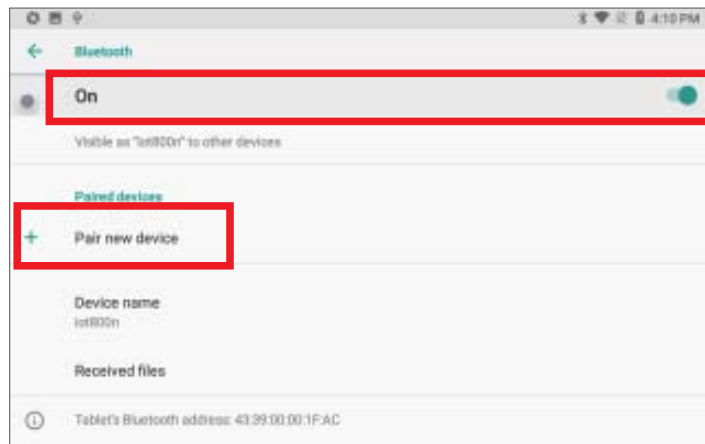 4:10 PM
Bluetooth
On
Visible as "iot800n" to other devices
Paired devices
Pair new device
Device name
iot800n
Received files
Tablet's Bluetooth address: 43:39:00:00:1F:AC